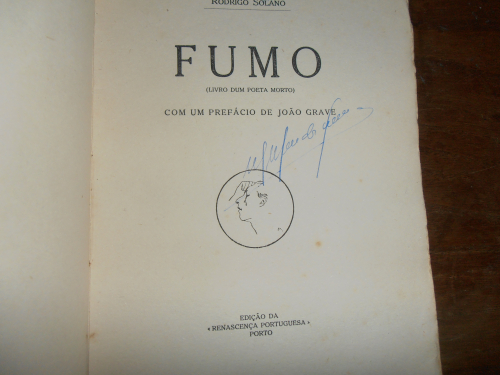 RODRIGO SOLANO
FUMO
(LIVRO DUM POETA MORTO)
COM UM PREFÁCIO DE JOÃO GRAVE
EDIÇÃO DA
«RENASCENÇA PORTUGUESA»
PORTO